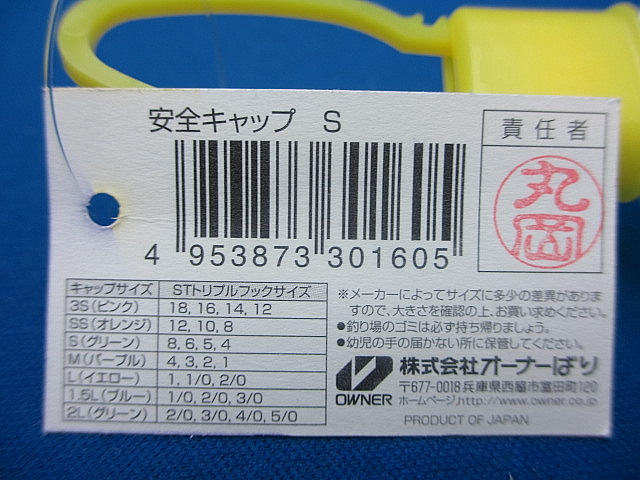 安全キャップ S
責任者
丸岡
4 953873 301605
キャップサイズ STトリプルフックサイズ
3S(ピンク) 18, 16, 14, 12
SS(オレンジ) 12, 10, 8
S(グリーン) 8, 6, 5, 4
M(パープル) 4, 3, 2, 1
L(イエロー) 1, 1/0, 2/0
1.5L(ブルー) 1/0, 2/0, 3/0
2L(グリーン) 2/0, 3/0, 4/0, 5/0
※メーカーによってサイズに多少の差異があります
ので、大きさを確認の上、お買い求めください。
●釣り場のゴミは必ず持ち帰りましょう。
●幼児の手の届かない所に保管してください。
OWNER
株式会社オーナーばり
〒677-0018 兵庫県西脇市富田町120
ホームページ,http://www.owner.co.jp
PRODUCT OF JAPAN